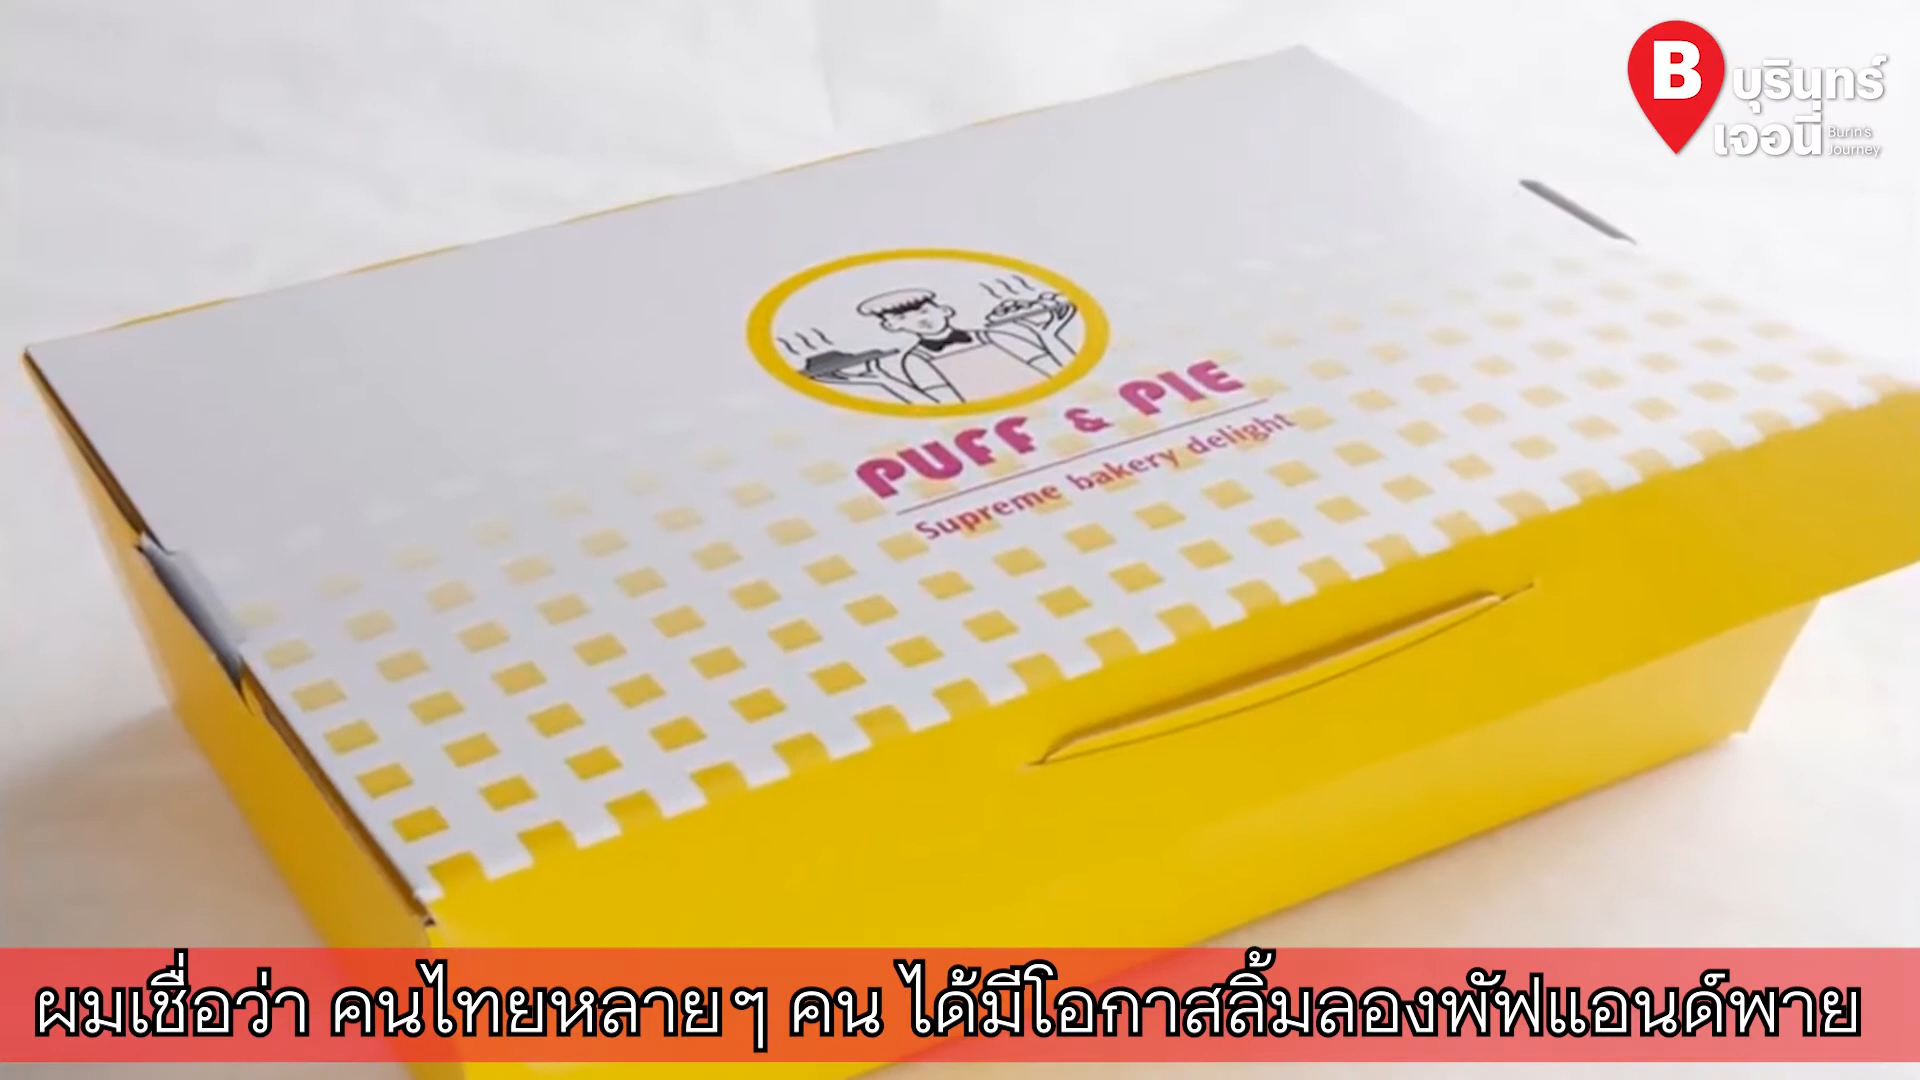 B
บุรินทร์
เจอนี่
Burin's
Journey
PUFF & PIE
Supreme bakery delight
ผมเชื่อว่า คนไทยหลายๆ คน ได้มีโอกาสลิ้มลองพัฟแอนด์พาย